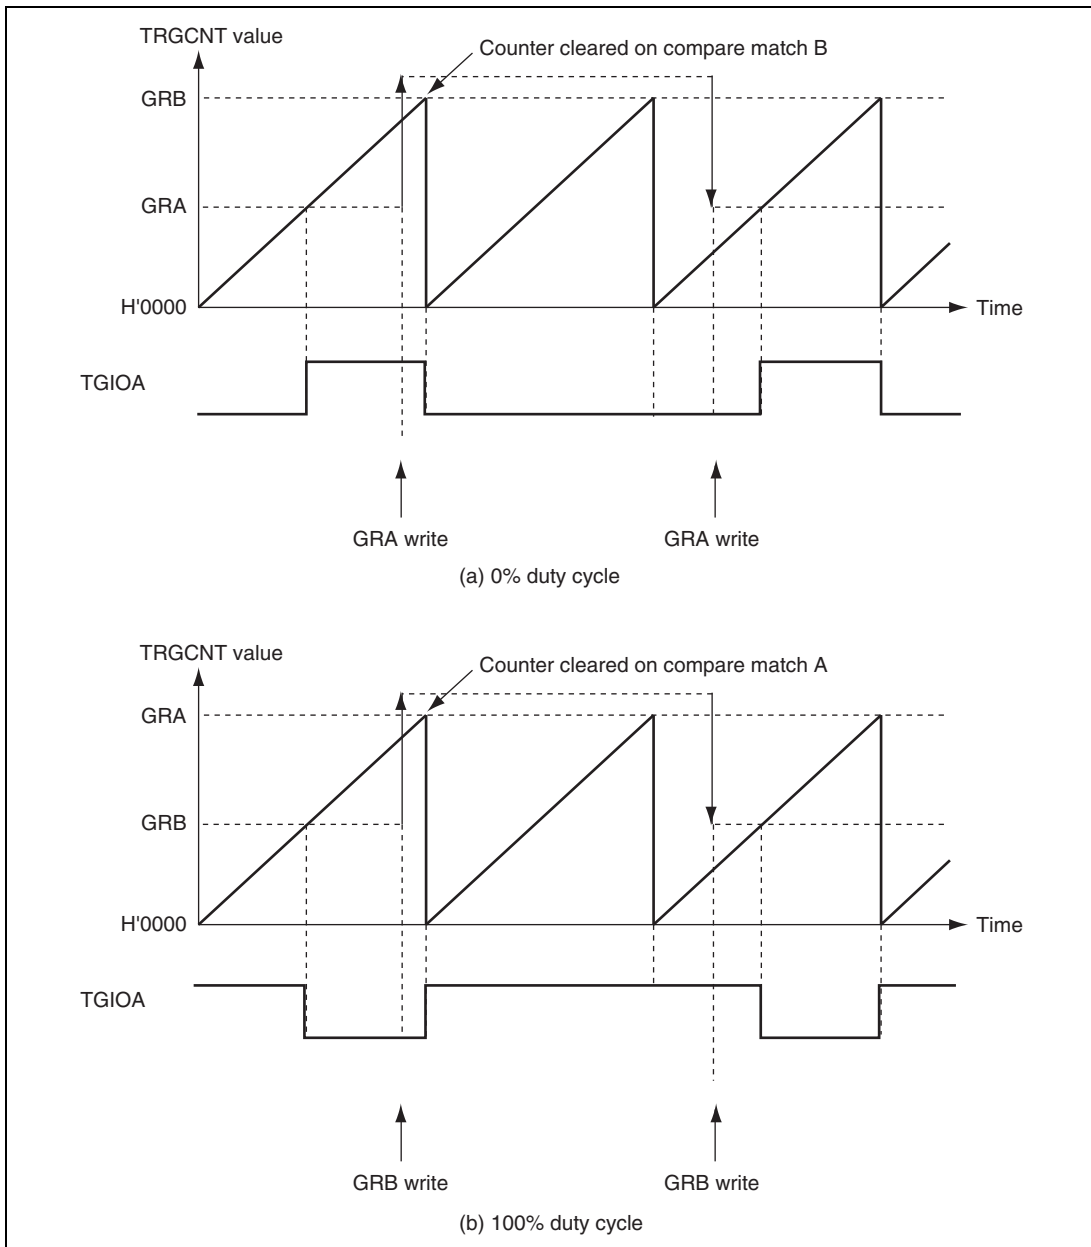 TRGCNT value
Counter cleared on compare match B
GRB
GRA
H'0000
Time
TGIOA
GRA write
GRA write
(a) 0% duty cycle
TRGCNT value
Counter cleared on compare match A
GRA
GRB
H'0000
Time
TGIOA
GRB write
GRB write
(b) 100% duty cycle